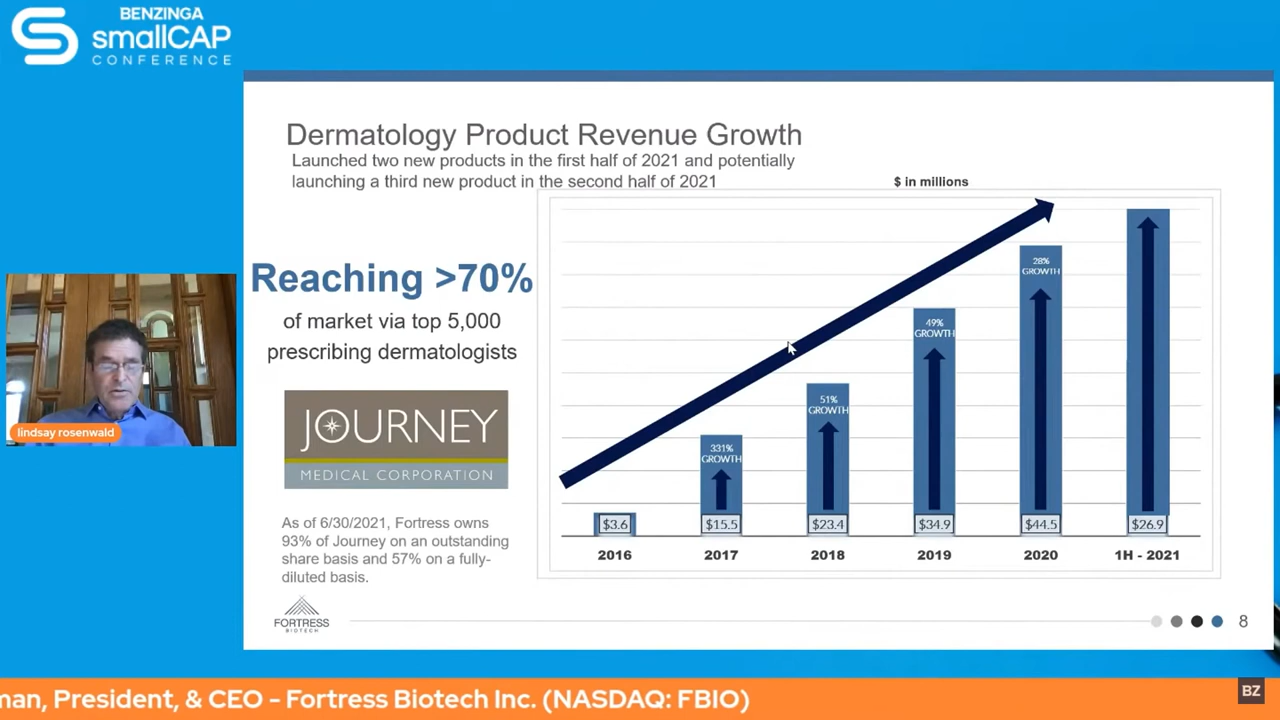 BENZINGA
smallCAP
CONFERENCE
Dermatology Product Revenue Growth
Launched two new products in the first half of 2021 and potentially
launching a third new product in the second half of 2021
$ in millions
Reaching >70%
of market via top 5,000
prescribing dermatologists
JOURNEY
MEDICAL CORPORATION
As of 6/30/2021, Fortress owns
93% of Journey on an outstanding
share basis and 57% on a fully-
diluted basis.
331%
GROWTH
51%
GROWTH
49%
GROWTH
28%
GROWTH
$3.6 $15.5 $23.4 $34.9 $44.5 $26.9
2016 2017 2018 2019 2020 1H - 2021
lindsay rosenwald
FORTRESS
BIOTECH
8
man, President, & CEO - Fortress Biotech Inc. (NASDAQ: FBIO)
BZ